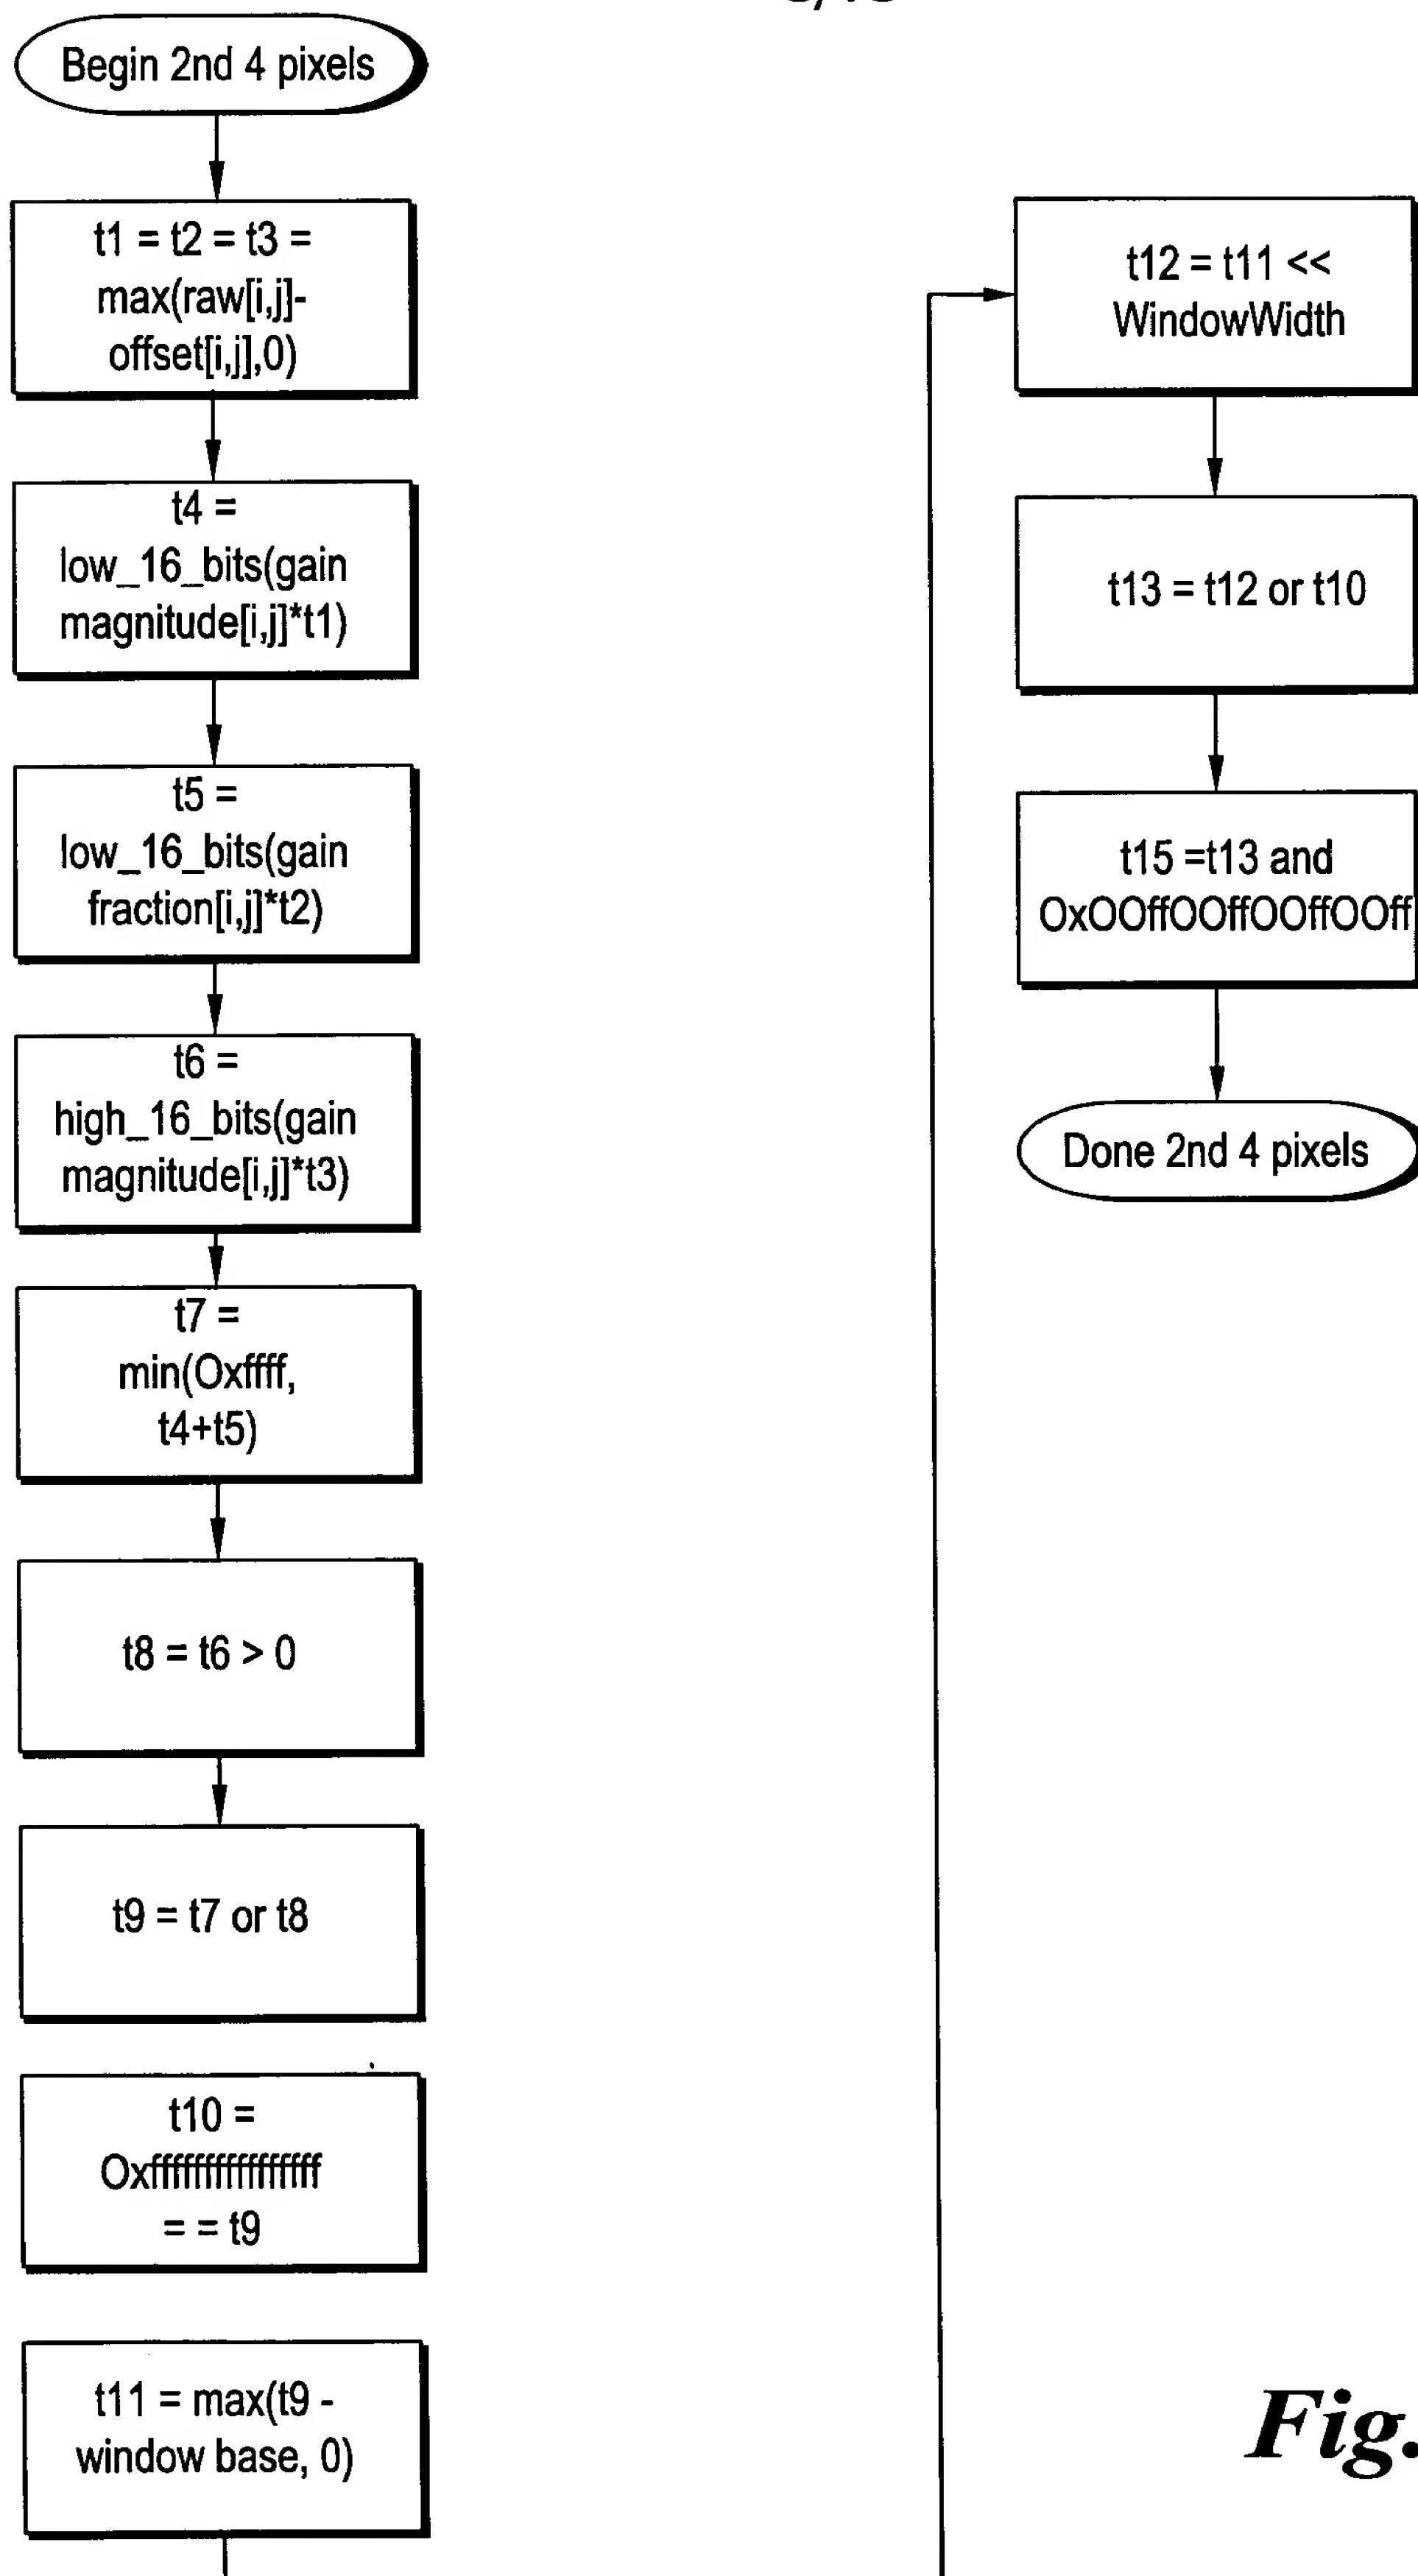 Begin 2nd 4 pixels
t1 = t2 = t3 =
max(raw[i,j]-
offset[i,j],0)
t4 =
low_16_bits(gain
magnitude[i,j]*t1)
t5 =
low_16_bits(gain
fraction[i,j]*t2)
t6 =
high_16_bits(gain
magnitude[i,j]*t3)
t7 =
min(Oxffff,
t4+t5)
t8 = t6 > 0
t9 = t7 or t8
t10 =
Oxffffffffffffffff
= = t9
t11 = max(t9 -
window base, 0)
t12 = t11 <<
WindowWidth
t13 = t12 or t10
t15 =t13 and
OxOOffOOffOOffOOff
Done 2nd 4 pixels
Fig.